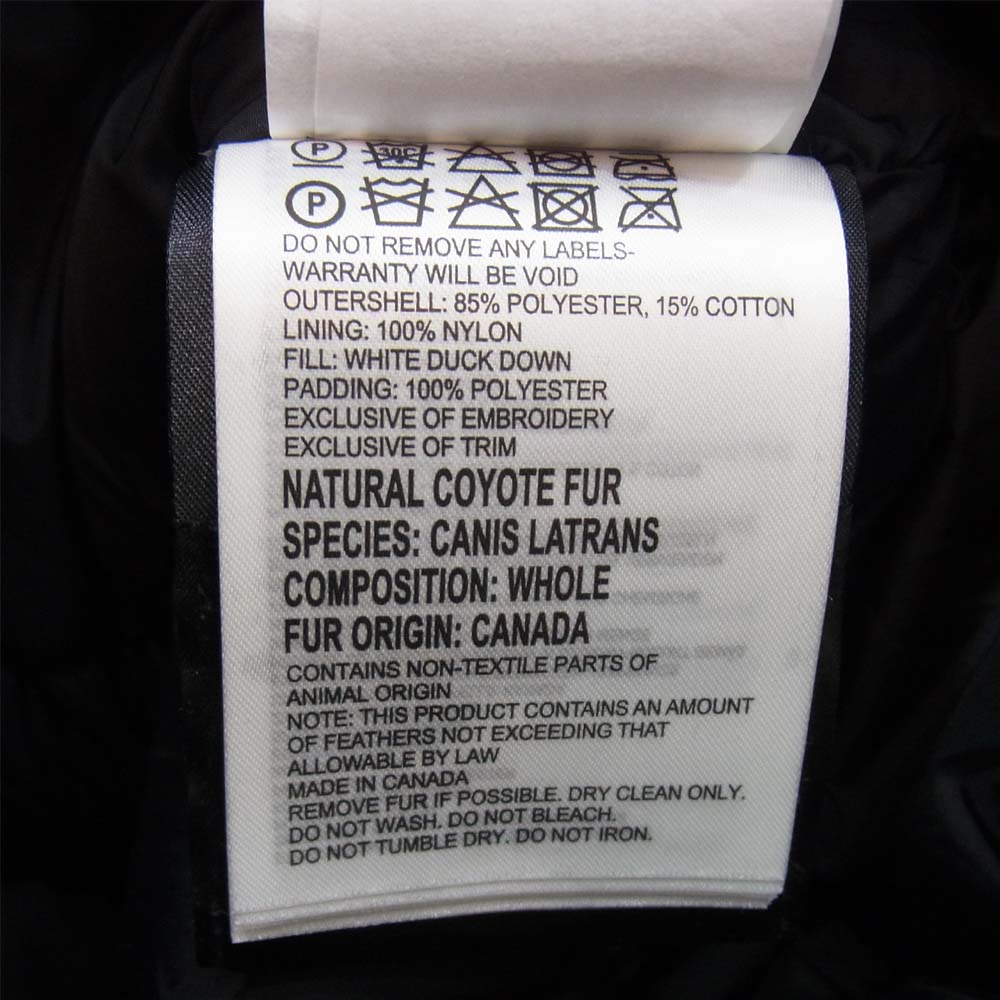 P 30C
P
DO NOT REMOVE ANY LABELS-
WARRANTY WILL BE VOID
OUTERSHELL: 85% POLYESTER, 15% COTTON
LINING: 100% NYLON
FILL: WHITE DUCK DOWN
PADDING: 100% POLYESTER
EXCLUSIVE OF EMBROIDERY
EXCLUSIVE OF TRIM
NATURAL COYOTE FUR
SPECIES: CANIS LATRANS
COMPOSITION: WHOLE
FUR ORIGIN: CANADA
CONTAINS NON-TEXTILE PARTS OF
ANIMAL ORIGIN
NOTE: THIS PRODUCT CONTAINS AN AMOUNT
OF FEATHERS NOT EXCEEDING THAT
ALLOWABLE BY LAW
MADE IN CANADA
REMOVE FUR IF POSSIBLE. DRY CLEAN ONLY.
DO NOT WASH. DO NOT BLEACH.
DO NOT TUMBLE DRY. DO NOT IRON.